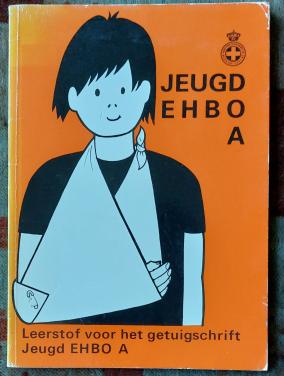 JEUGD
EHBO
A
Leerstof voor het getuigschrift
Jeugd EHBO A